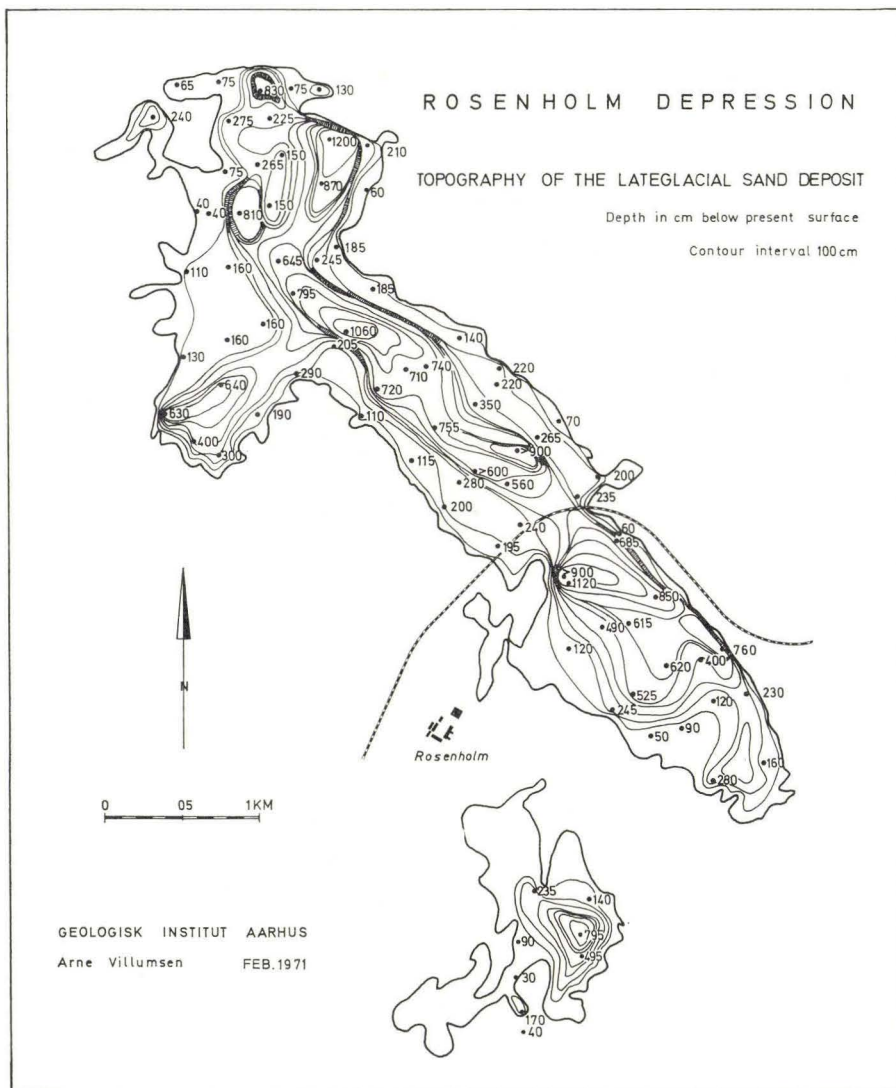 65 75 830 75 130
ROSENHOLM DEPRESSION
240 275 225
1200 210
150
265
75 870 60
TOPOGRAPHY OF THE LATEGLACIAL SAND DEPOSIT
40 40 810 150
Depth in cm below present surface
185
Contour interval 100cm
110 160 645 245
795 185
160 1060 140
160 205
130 710 740 220
290 220
640 720
630 190 110 350 70
755 265
400 >900
300 115 >600 200
280 560 235
200
240 60
195 685
>900
1120 850
490 615
120 760
620 400
N
525 120 230
245
50 90
Rosenholm
160
280
0 05 1KM
235 140
GEOLOGISK INSTITUT AARHUS
795
90
495
Arne Villumsen FEB.1971
30
170
40